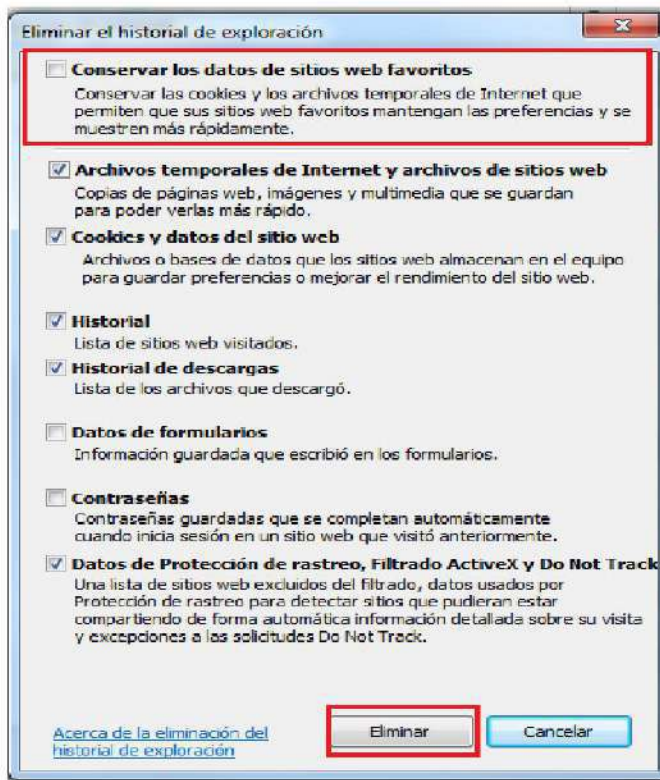 Eliminar el historial de exploración
Conservar los datos de sitios web favoritos
Conservar las cookies y los archivos temporales de Internet que
permiten que sus sitios web favoritos mantengan las preferencias y se
muestren más rápidamente.
Archivos temporales de Internet y archivos de sitios web
Copias de páginas web, imágenes y multimedia que se guardan
para poder verlas más rápido.
Cookies y datos del sitio web
Archivos o bases de datos que los sitios web almacenan en el equipo
para guardar preferencias o mejorar el rendimiento del sitio web.
Historial
Lista de sitios web visitados.
Historial de descargas
Lista de los archivos que descargó.
Datos de formularios
Información guardada que escribió en los formularios.
Contraseñas
Contraseñas guardadas que se completan automáticamente
cuando inicia sesión en un sitio web que visitó anteriormente.
Datos de Protección de rastreo, Filtrado ActiveX y Do Not Track
Una lista de sitios web excluidos del filtrado, datos usados por
Protección de rastreo para detectar sitios que pudieran estar
compartiendo de forma automática información detallada sobre su visita
y excepciones a las solicitudes Do Not Track.
Acerca de la eliminación del
historial de exploración
Eliminar
Cancelar